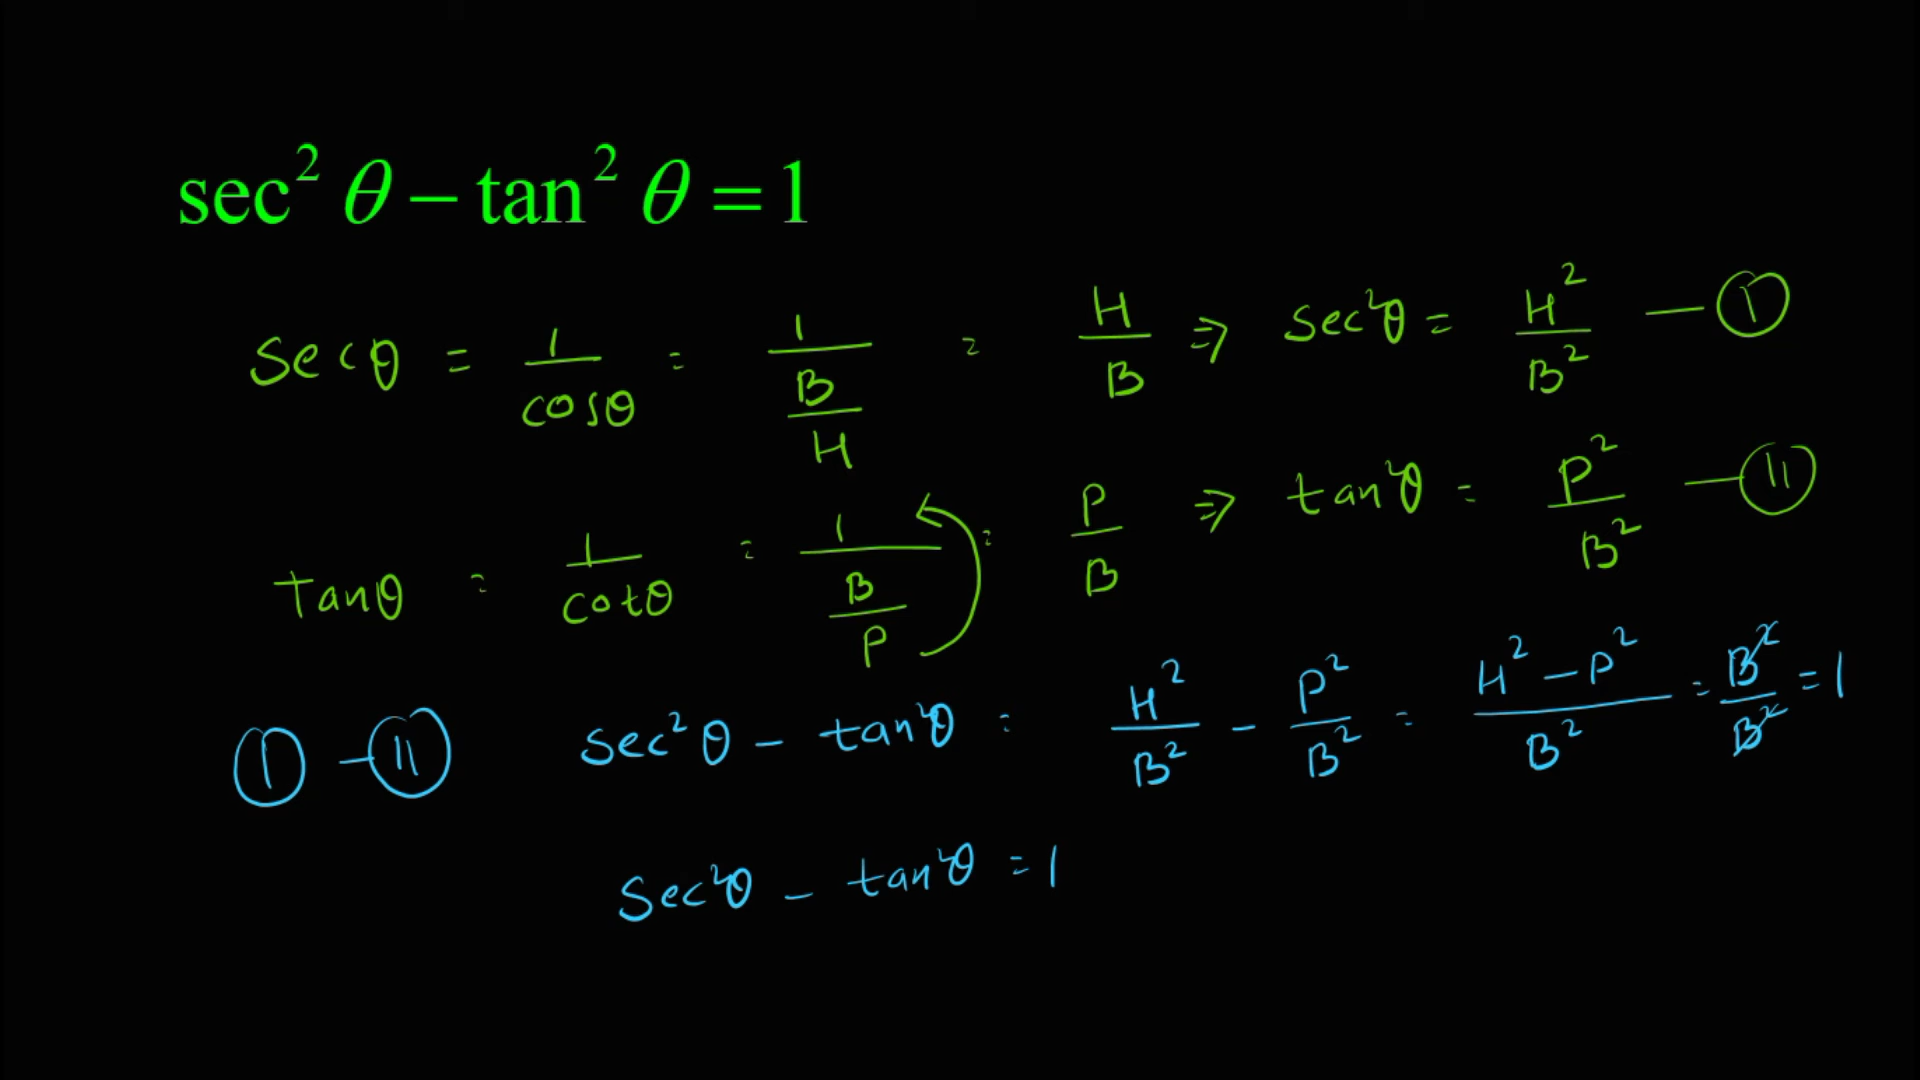 sec² θ − tan² θ = 1
secθ = 1/cosθ = 1/(B/H) = H/B ⇒ sec²θ = H²/B² — (I)
Tanθ = 1/cotθ = 1/(B/P) = P/B ⇒ tan²θ = P²/B² — (II)
(I) − (II) sec²θ − tan²θ = H²/B² − P²/B² = (H² − P²)/B² = B²/B² = 1
Sec²θ − tan²θ = 1